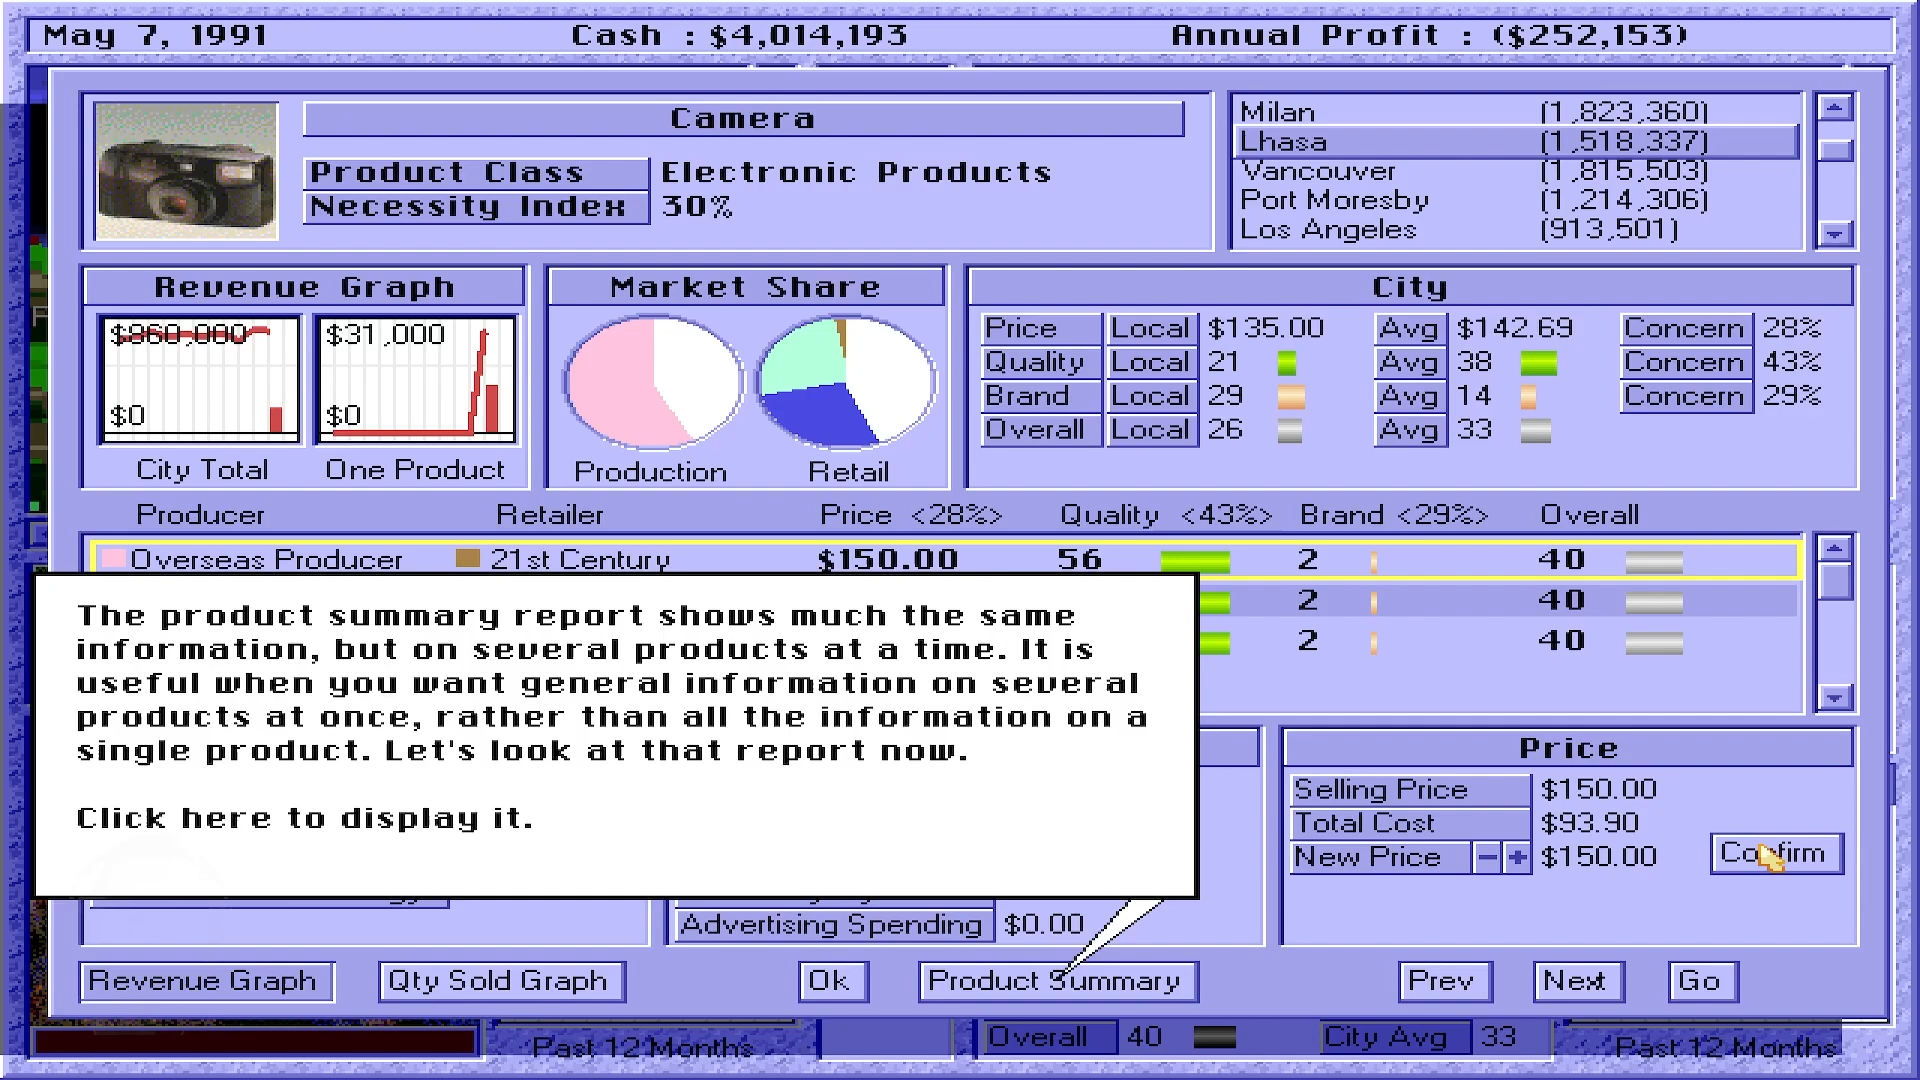 May 7, 1991 Cash : $4,014,193 Annual Profit : ($252,153)
Camera
Product Class Electronic Products
Necessity Index 30%
Milan (1,823,360)
Lhasa (1,518,337)
Vancouver (1,815,503)
Port Moresby (1,214,306)
Los Angeles (913,501)
Revenue Graph
$960,000
$0
City Total
$31,000
$0
One Product
Market Share
Production Retail
City
Price Local $135.00 Avg $142.69 Concern 28%
Quality Local 21 Avg 38 Concern 43%
Brand Local 29 Avg 14 Concern 29%
Overall Local 26 Avg 33
Producer Retailer Price <28%> Quality <43%> Brand <29%> Overall
Overseas Producer 21st Century $150.00 56 2 40
2 40
2 40
The product summary report shows much the same
information, but on several products at a time. It is
useful when you want general information on several
products at once, rather than all the information on a
single product. Let's look at that report now.
Click here to display it.
Price
Selling Price $150.00
Total Cost $93.90
New Price - + $150.00
Confirm
Advertising Spending $0.00
Revenue Graph Qty Sold Graph Ok Product Summary Prev Next Go
Past 12 Months Overall 40 City Avg 33 Past 12 Months